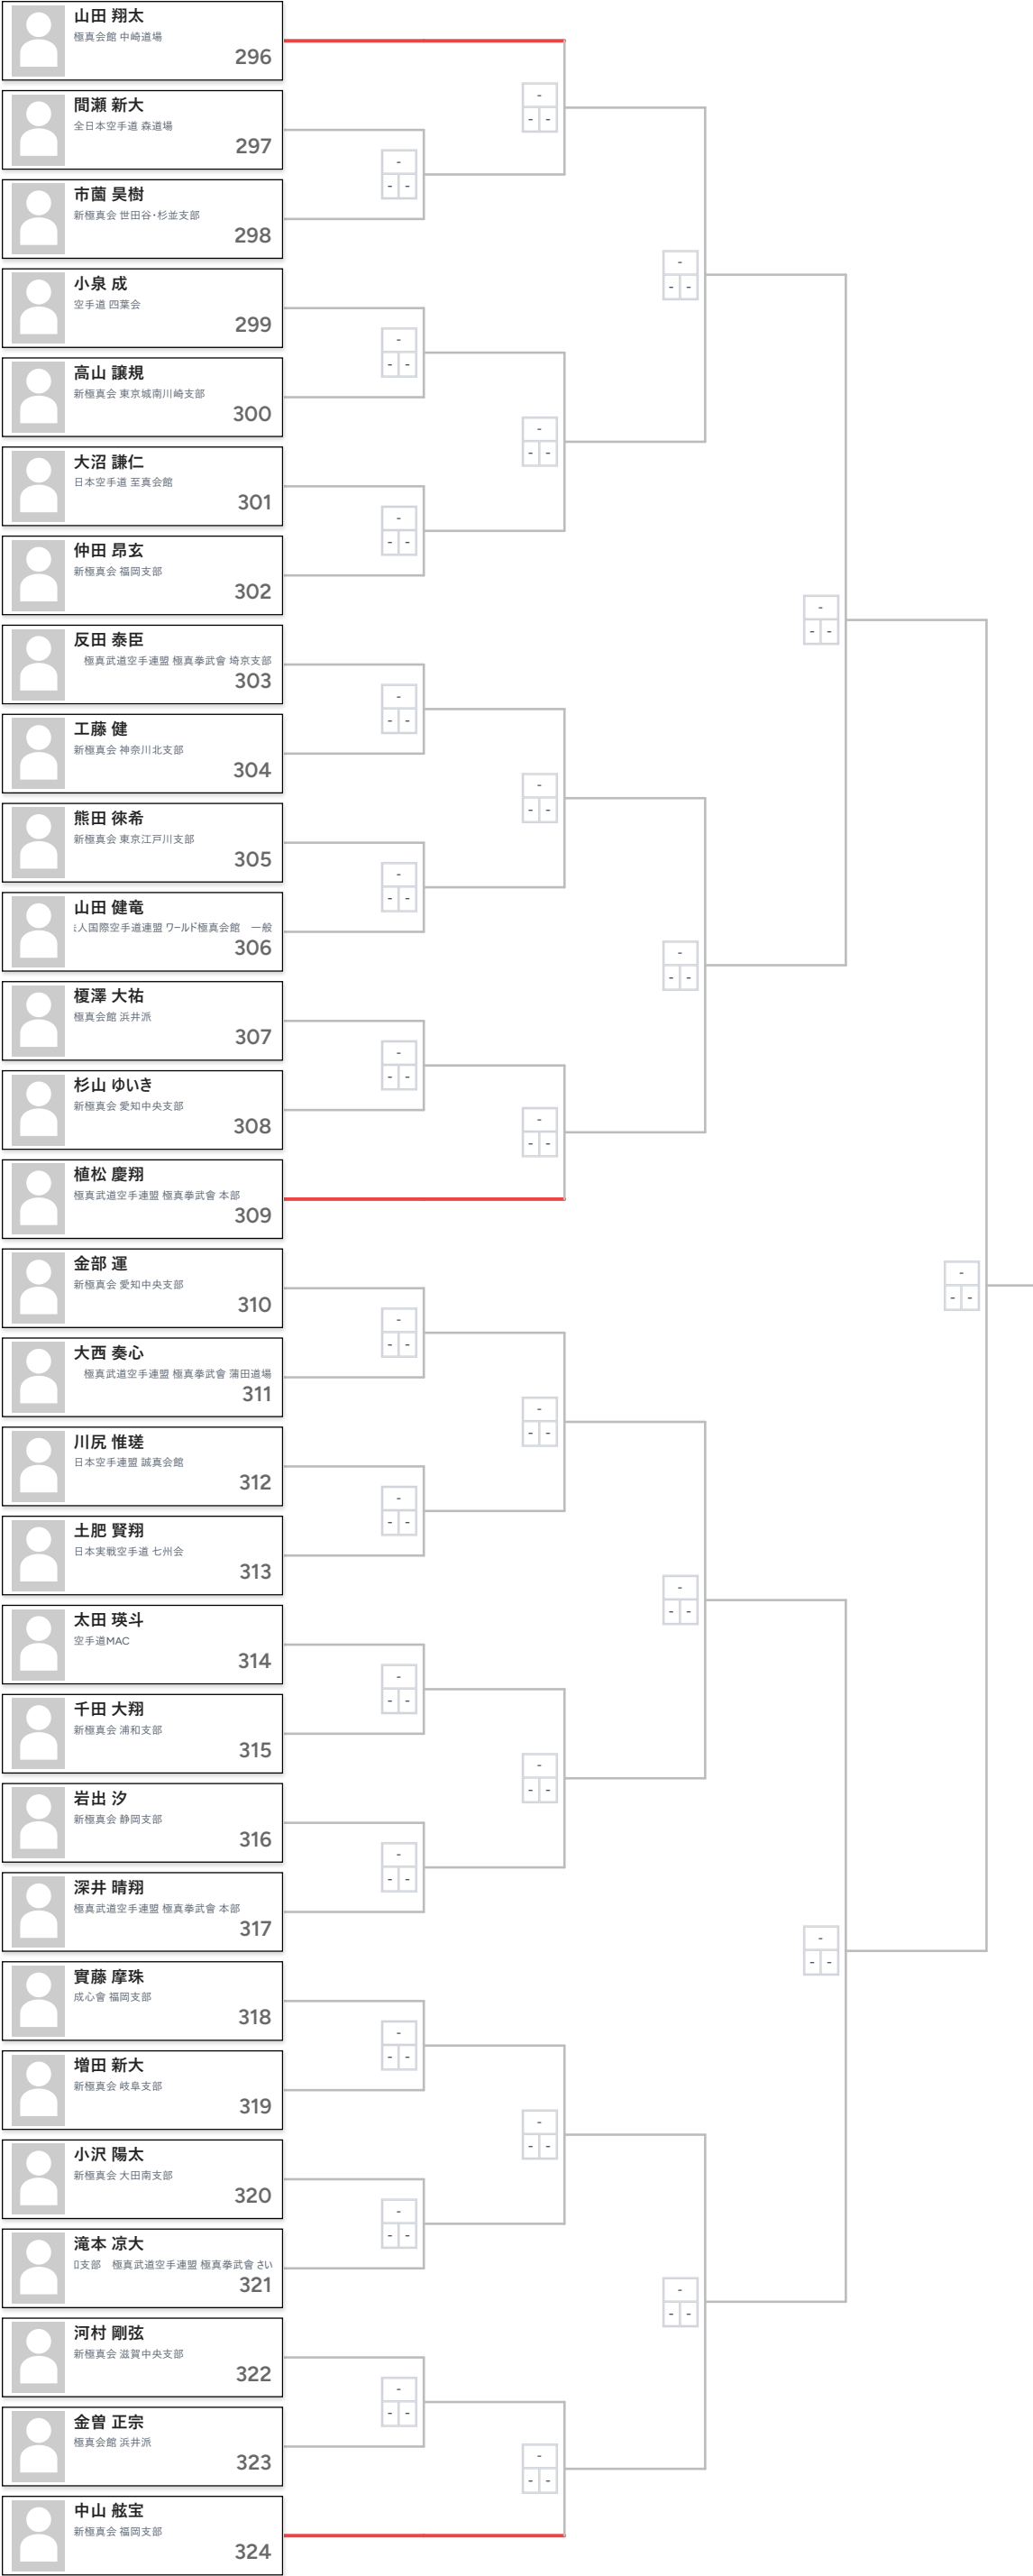 山田 翔太
極真会館 中崎道場
296
間瀬 新大
全日本空手道 森道場
297
市薗 昊樹
新極真会 世田谷・杉並支部
298
小泉 成
空手道 四葉会
299
高山 譲規
新極真会 東京城南川崎支部
300
大沼 謙仁
日本空手道 至真会館
301
仲田 昂玄
新極真会 福岡支部
302
反田 泰臣
極真武道空手連盟 極真拳武會 埼京支部
303
工藤 健
新極真会 神奈川北支部
304
熊田 徠希
新極真会 東京江戸川支部
305
山田 健竜
人国際空手道連盟 ワールド極真会館　一般
306
榎澤 大祐
極真会館 浜井派
307
杉山 ゆいき
新極真会 愛知中央支部
308
植松 慶翔
極真武道空手連盟 極真拳武會 本部
309
金部 運
新極真会 愛知中央支部
310
大西 奏心
極真武道空手連盟 極真拳武會 蒲田道場
311
川尻 惟瑳
日本空手連盟 誠真会館
312
土肥 賢翔
日本実戦空手道 七州会
313
太田 瑛斗
空手道MAC
314
千田 大翔
新極真会 浦和支部
315
岩出 汐
新極真会 静岡支部
316
深井 晴翔
極真武道空手連盟 極真拳武會 本部
317
實藤 摩珠
成心會 福岡支部
318
増田 新大
新極真会 岐阜支部
319
小沢 陽太
新極真会 大田南支部
320
滝本 凉大
支部　極真武道空手連盟 極真拳武會 さい
321
河村 剛弦
新極真会 滋賀中央支部
322
金曽 正宗
極真会館 浜井派
323
中山 舷宝
新極真会 福岡支部
324